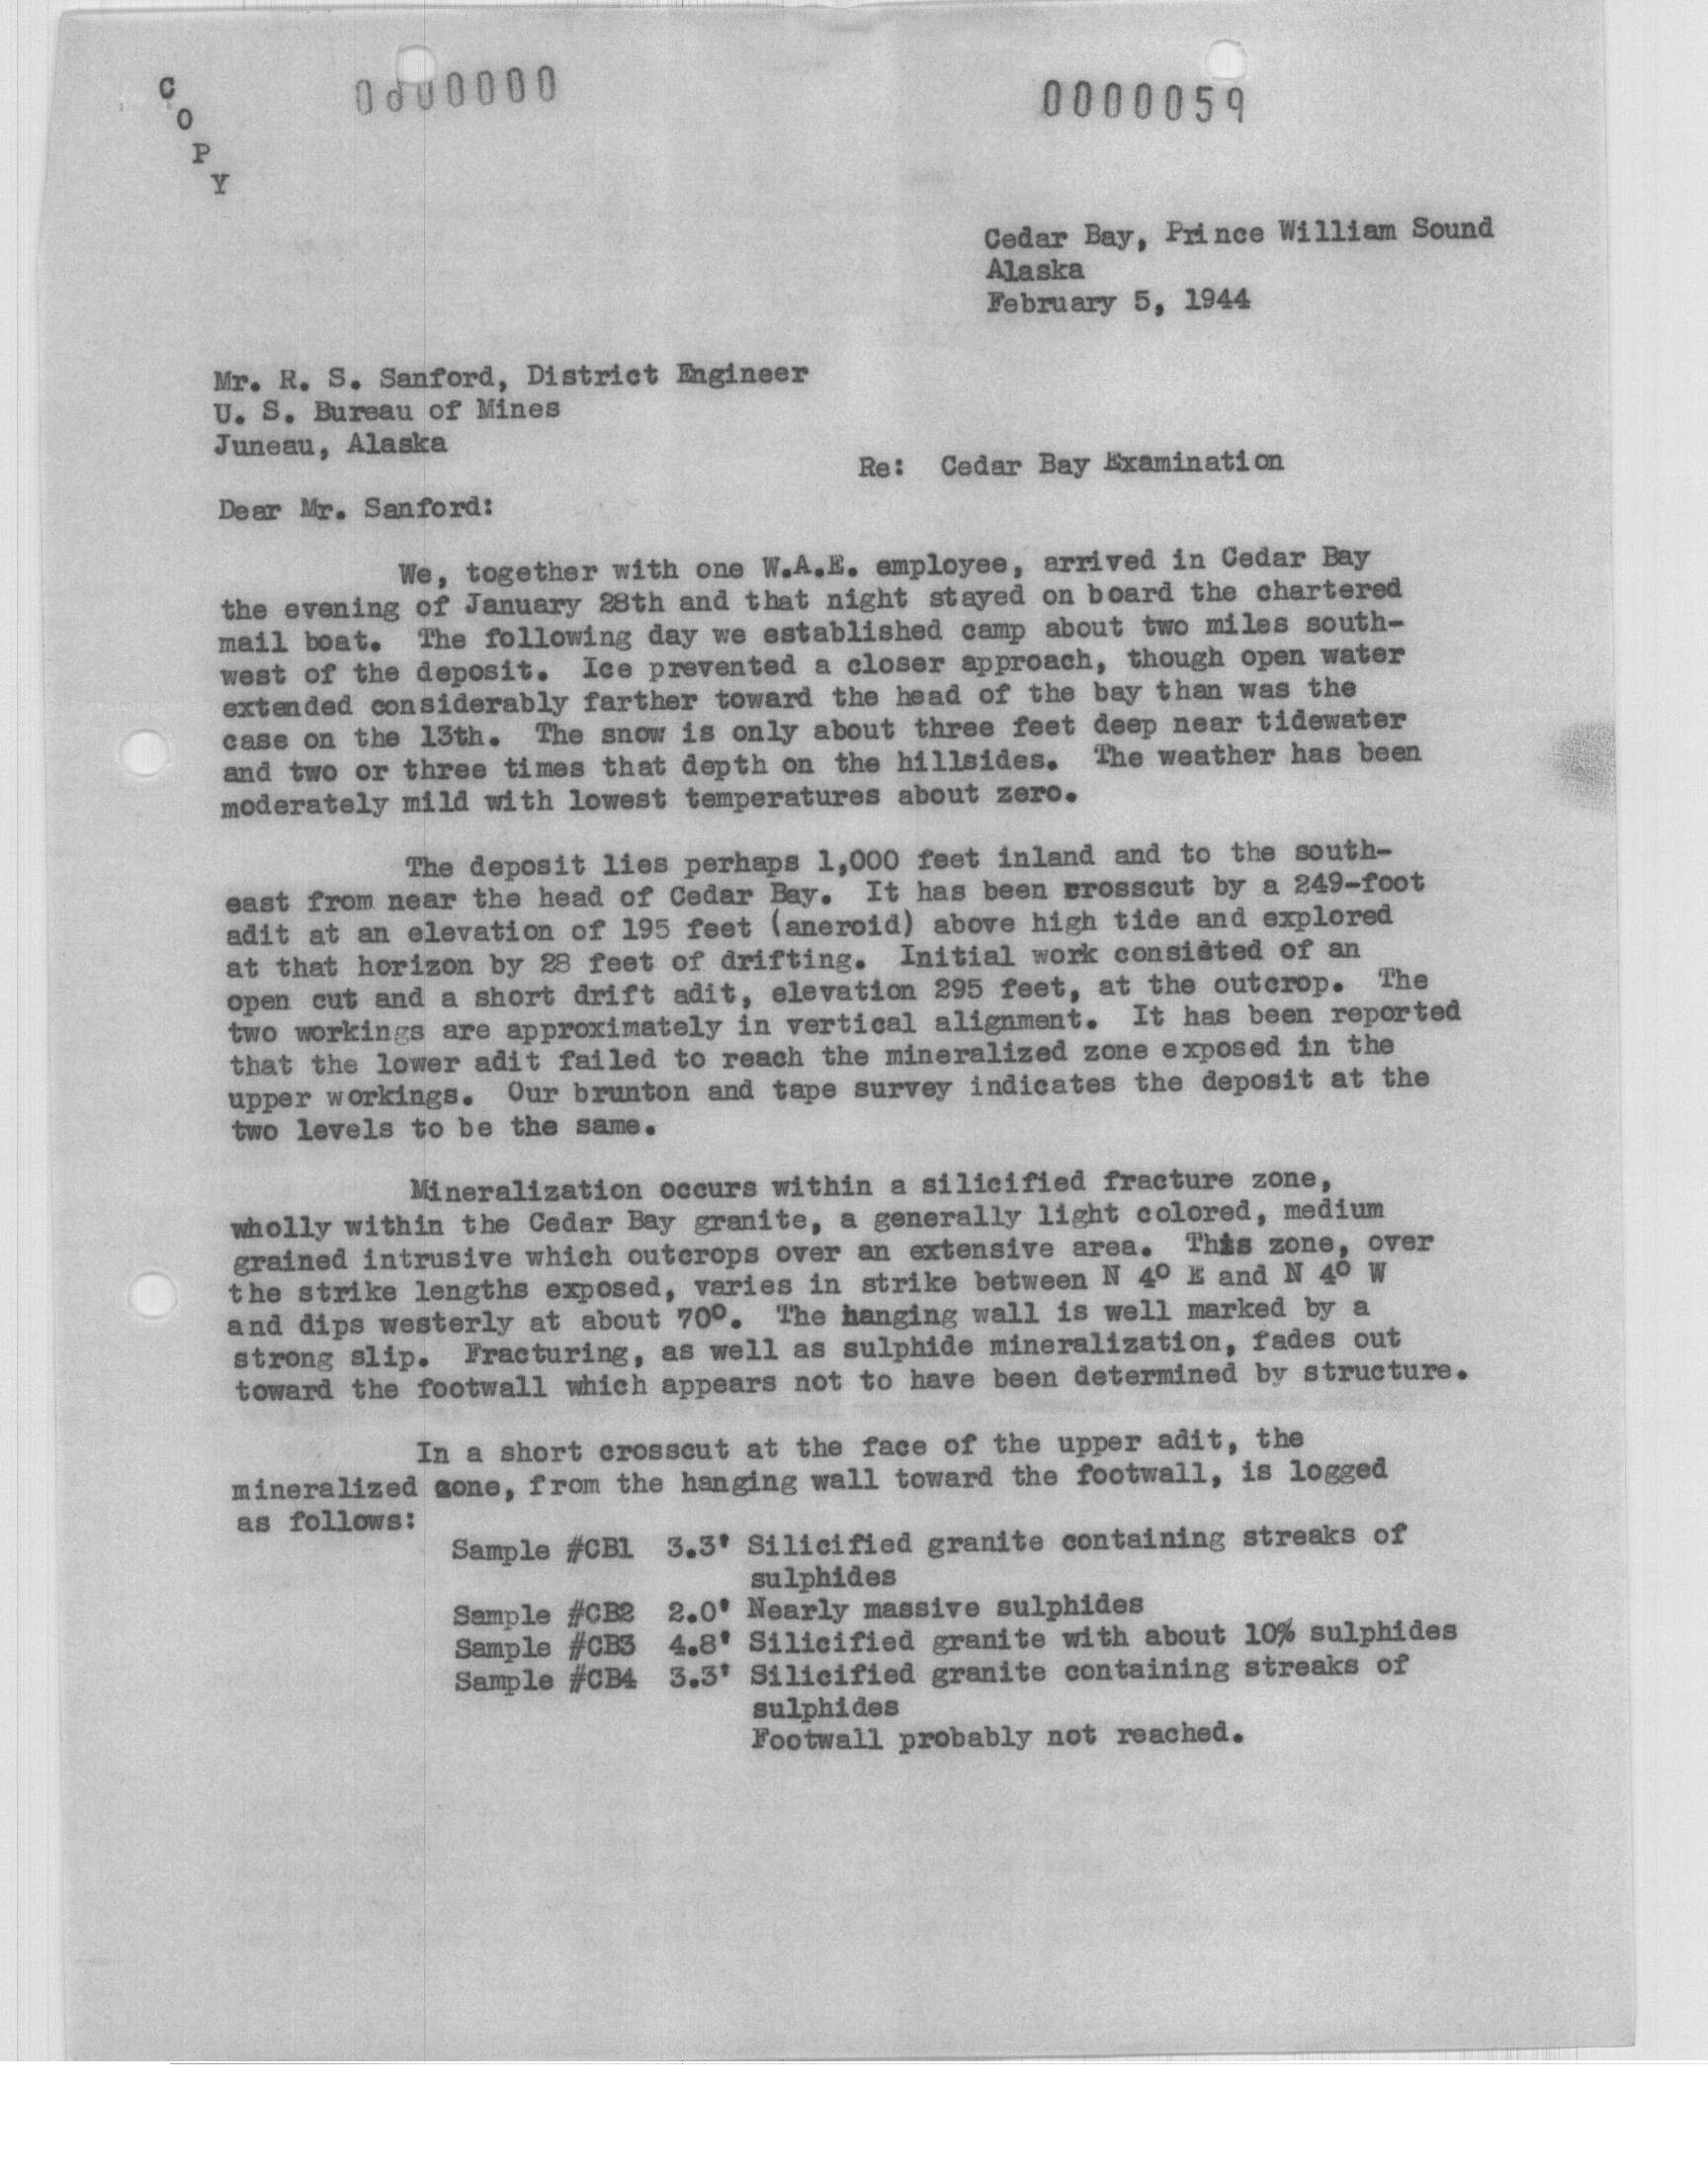 C
O
P
Y
0000000
0000059
Cedar Bay, Prince William Sound
Alaska
February 5, 1944
Mr. R. S. Sanford, District Engineer
U. S. Bureau of Mines
Juneau, Alaska
Re: Cedar Bay Examination
Dear Mr. Sanford:
We, together with one W.A.E. employee, arrived in Cedar Bay
the evening of January 28th and that night stayed on board the chartered
mail boat. The following day we established camp about two miles south-
west of the deposit. Ice prevented a closer approach, though open water
extended considerably farther toward the head of the bay than was the
case on the 13th. The snow is only about three feet deep near tidewater
and two or three times that depth on the hillsides. The weather has been
moderately mild with lowest temperatures about zero.
The deposit lies perhaps 1,000 feet inland and to the south-
east from near the head of Cedar Bay. It has been crosscut by a 249-foot
adit at an elevation of 195 feet (aneroid) above high tide and explored
at that horizon by 28 feet of drifting. Initial work consisted of an
open cut and a short drift adit, elevation 295 feet, at the outcrop. The
two workings are approximately in vertical alignment. It has been reported
that the lower adit failed to reach the mineralized zone exposed in the
upper workings. Our brunton and tape survey indicates the deposit at the
two levels to be the same.
Mineralization occurs within a silicified fracture zone,
wholly within the Cedar Bay granite, a generally light colored, medium
grained intrusive which outcrops over an extensive area. This zone, over
the strike lengths exposed, varies in strike between N 4° E and N 4° W
and dips westerly at about 70°. The hanging wall is well marked by a
strong slip. Fracturing, as well as sulphide mineralization, fades out
toward the footwall which appears not to have been determined by structure.
In a short crosscut at the face of the upper adit, the
mineralized zone, from the hanging wall toward the footwall, is logged
as follows:
Sample #CB1 3.3' Silicified granite containing streaks of
sulphides
Sample #CB2 2.0' Nearly massive sulphides
Sample #CB3 4.8' Silicified granite with about 10% sulphides
Sample #CB4 3.3' Silicified granite containing streaks of
sulphides
Footwall probably not reached.